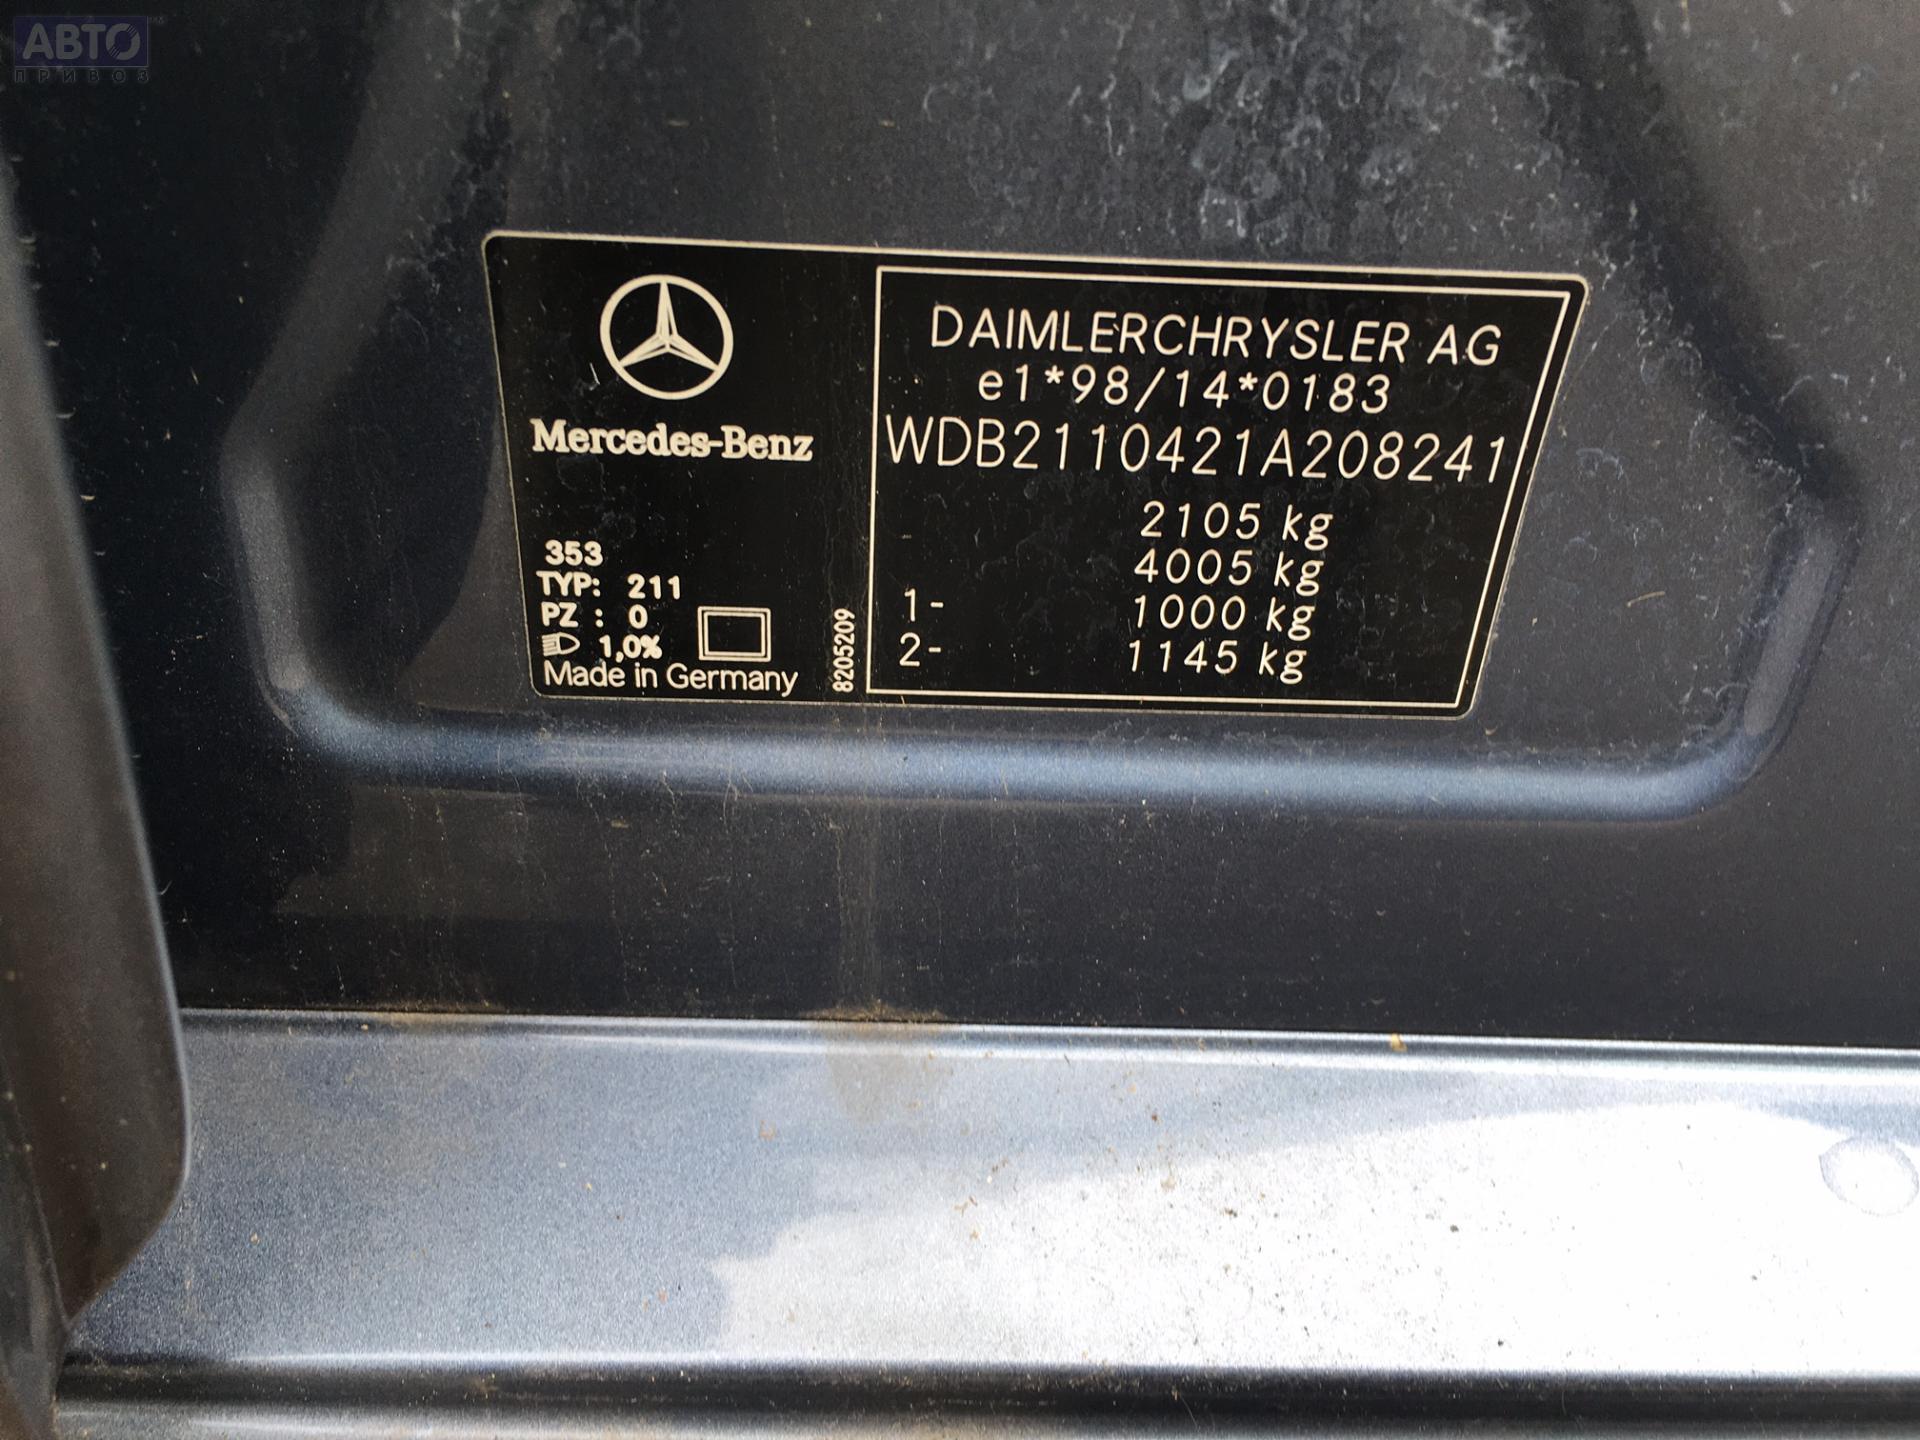 АВТО
ПРИВОЗ
Mercedes-Benz
353
TYP: 211
PZ : 0
1,0%
Made in Germany
8205209
DAIMLERCHRYSLER AG
e1*98/14*0183
WDB2110421A208241
2105 kg
4005 kg
1- 1000 kg
2- 1145 kg